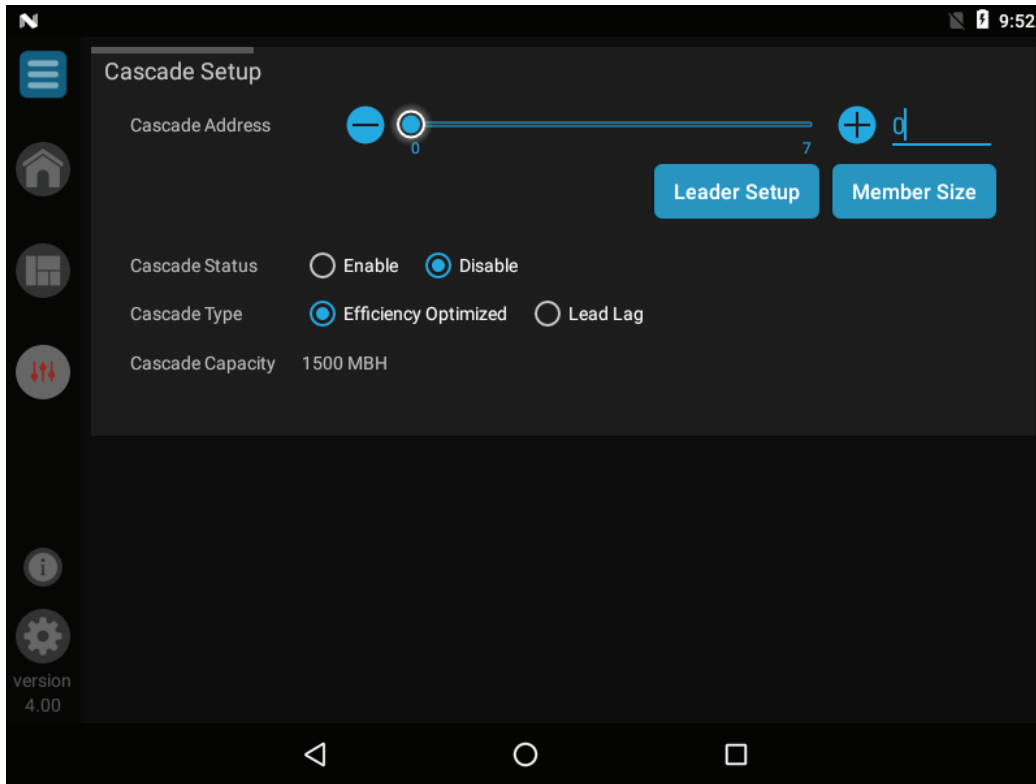 9:52
Cascade Setup
Cascade Address
0
7
0
Leader Setup
Member Size
Cascade Status Enable Disable
Cascade Type Efficiency Optimized Lead Lag
Cascade Capacity 1500 MBH
version
4.00